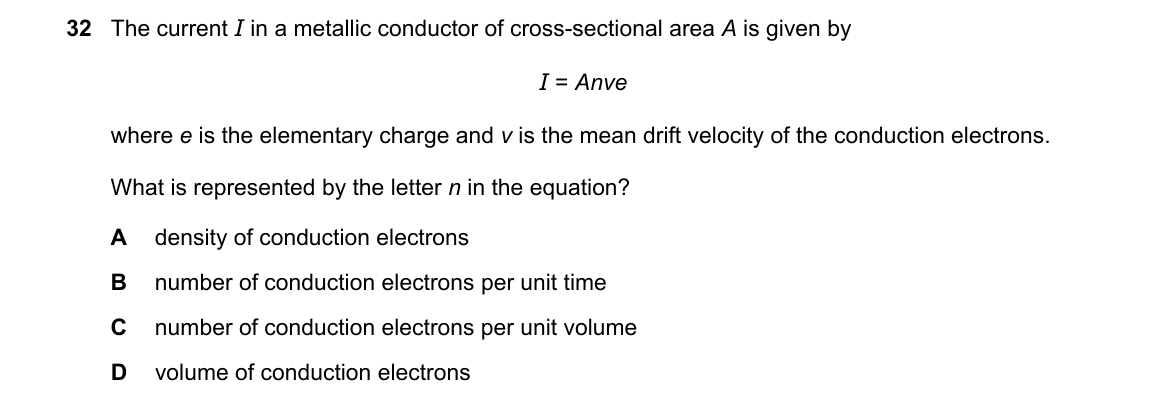 32 The current I in a metallic conductor of cross-sectional area A is given by
I = Anve
where e is the elementary charge and v is the mean drift velocity of the conduction electrons.
What is represented by the letter n in the equation?
A density of conduction electrons
B number of conduction electrons per unit time
C number of conduction electrons per unit volume
D volume of conduction electrons